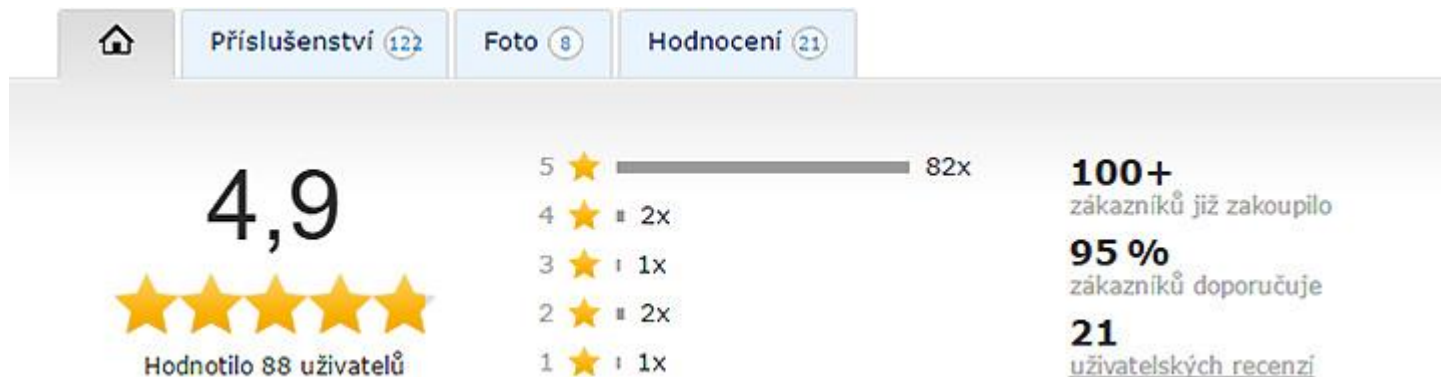 Příslušenství 122
Foto 8
Hodnocení 21
4,9
Hodnotilo 88 uživatelů
5 82x
4 2x
3 1x
2 2x
1 1x
100+
zákazníků již zakoupilo
95 %
zákazníků doporučuje
21
uživatelských recenzí